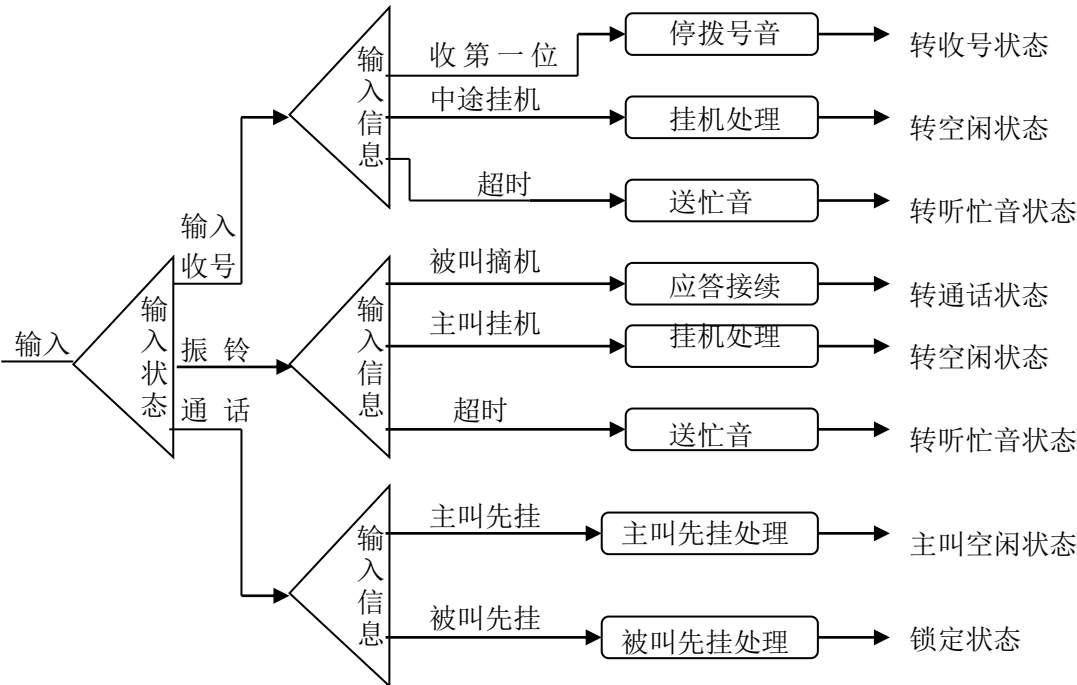 输入
输入状态
输入
收号
振铃
通话
输入信息
收第一位
停拨号音
转收号状态
中途挂机
挂机处理
转空闲状态
超时
送忙音
转听忙音状态
输入信息
被叫摘机
应答接续
转通话状态
主叫挂机
挂机处理
转空闲状态
超时
送忙音
转听忙音状态
输入信息
主叫先挂
主叫先挂处理
主叫空闲状态
被叫先挂
被叫先挂处理
锁定状态